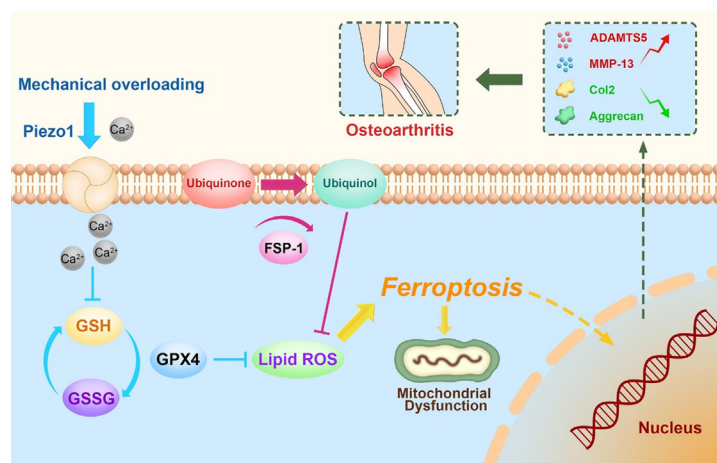 Mechanical overloading
Piezo1
Ca²⁺
Ubiquinone
Ubiquinol
FSP-1
Ca²⁺
Ca²⁺
Ca²⁺
GSH
GSSG
GPX4
Lipid ROS
Ferroptosis
Mitochondrial
Dysfunction
Nucleus
ADAMTS5
MMP-13
Col2
Aggrecan
Osteoarthritis